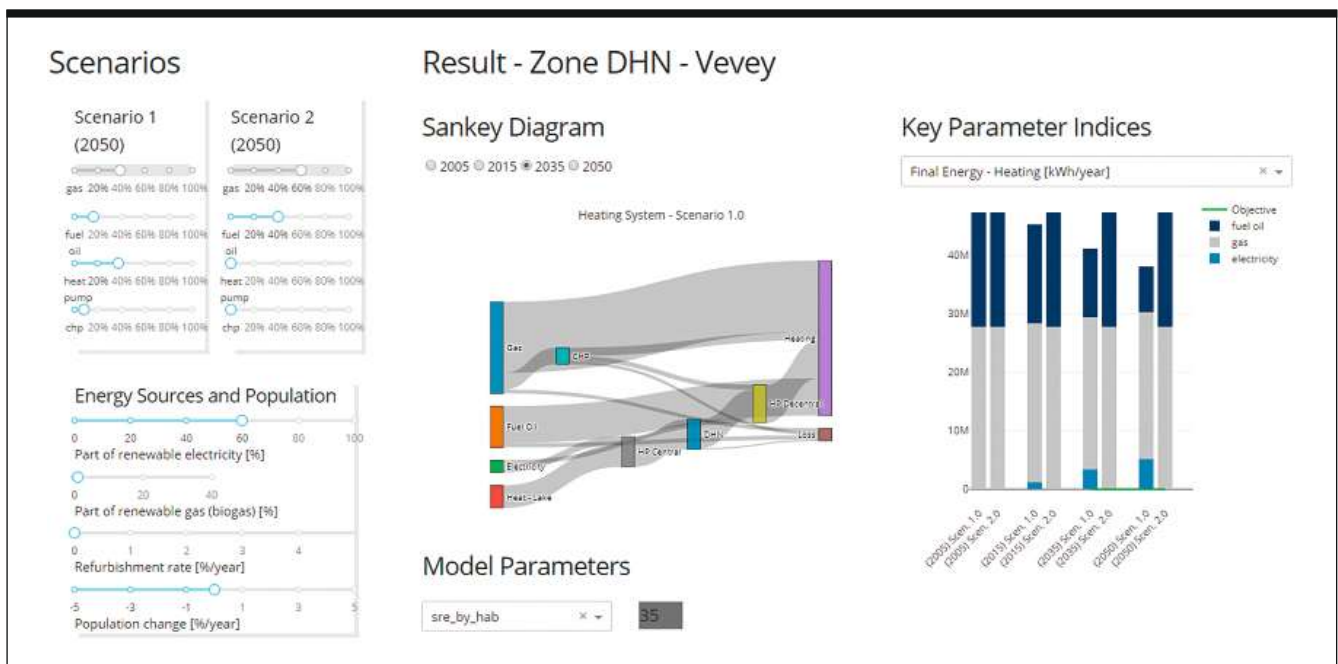 Scenarios
Scenario 1
(2050)
gas 20% 40% 60% 80% 100%
fuel 20% 40% 60% 80% 100%
oil
heat 20% 40% 60% 80% 100%
pump
chp 20% 40% 60% 80% 100%
Scenario 2
(2050)
gas 20% 40% 60% 80% 100%
fuel 20% 40% 60% 80% 100%
oil
heat 20% 40% 60% 80% 100%
pump
chp 20% 40% 60% 80% 100%
Energy Sources and Population
0 20 40 60 80 100
Part of renewable electricity [%]
0 20 40
Part of renewable gas (biogas) [%]
0 1 2 3 4
Refurbishment rate [%/year]
-5 -3 -1 1 3 5
Population change [%/year]
Result - Zone DHN - Vevey
Sankey Diagram
2005 2015 2035 2050
Heating System - Scenario 1.0
Gas
CHP
Heating
Fuel Oil
HP Decentral
DHN
Loss
HP Central
Electricity
Heat - Lake
Model Parameters
sre_by_hab × 35
Key Parameter Indices
Final Energy - Heating [kWh/year] ×
Objective
fuel oil
gas
electricity
40M
30M
20M
10M
0
(2005) Scen. 1.0
(2005) Scen. 2.0
(2015) Scen. 1.0
(2015) Scen. 2.0
(2035) Scen. 1.0
(2035) Scen. 2.0
(2050) Scen. 1.0
(2050) Scen. 2.0